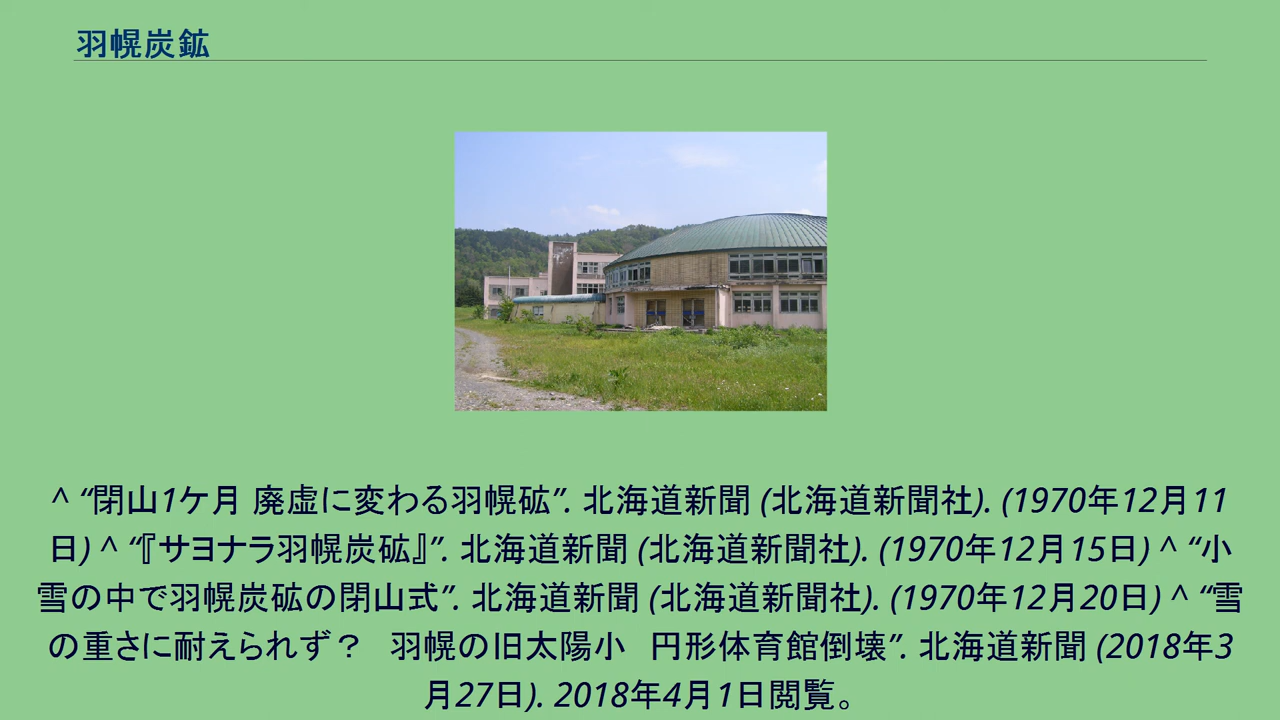 羽幌炭鉱
^ “閉山1ケ月 廃虚に変わる羽幌砿”. 北海道新聞 (北海道新聞社). (1970年12月11
日) ^ “『サヨナラ羽幌炭砿』”. 北海道新聞 (北海道新聞社). (1970年12月15日) ^ “小
雪の中で羽幌炭砿の閉山式”. 北海道新聞 (北海道新聞社). (1970年12月20日) ^ “雪
の重さに耐えられず？　羽幌の旧太陽小　円形体育館倒壊”. 北海道新聞 (2018年3
月27日). 2018年4月1日閲覧。